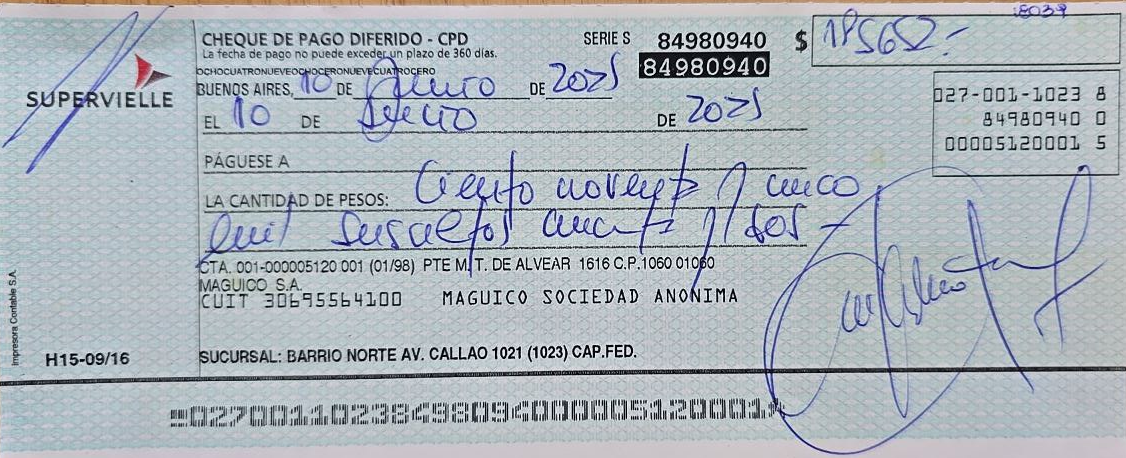 18039
CHEQUE DE PAGO DIFERIDO - CPD SERIE S 84980940 $ 195652.-
La fecha de pago no puede exceder un plazo de 360 días.
OCHOCUATRONUEVEOCHOCERONUEVECUATROCERO 84980940
SUPERVIELLE
BUENOS AIRES, 10 DE DE 2025
027-001-1023 8
EL 10 DE DE 2025
84980940 0
00005120001 5
PÁGUESE A
LA CANTIDAD DE PESOS: Ciento noventa y cinco
mil y dos -
CTA. 001-000005120 001 (01/98) PTE M. T. DE ALVEAR 1616 C.P.1060 01060
MAGUICO S.A.
CUIT 30695564100 MAGUICO SOCIEDAD ANONIMA
Impresora Contable S.A.
H15-09/16
SUCURSAL: BARRIO NORTE AV. CALLAO 1021 (1023) CAP.FED.
02700110238498094000005120001